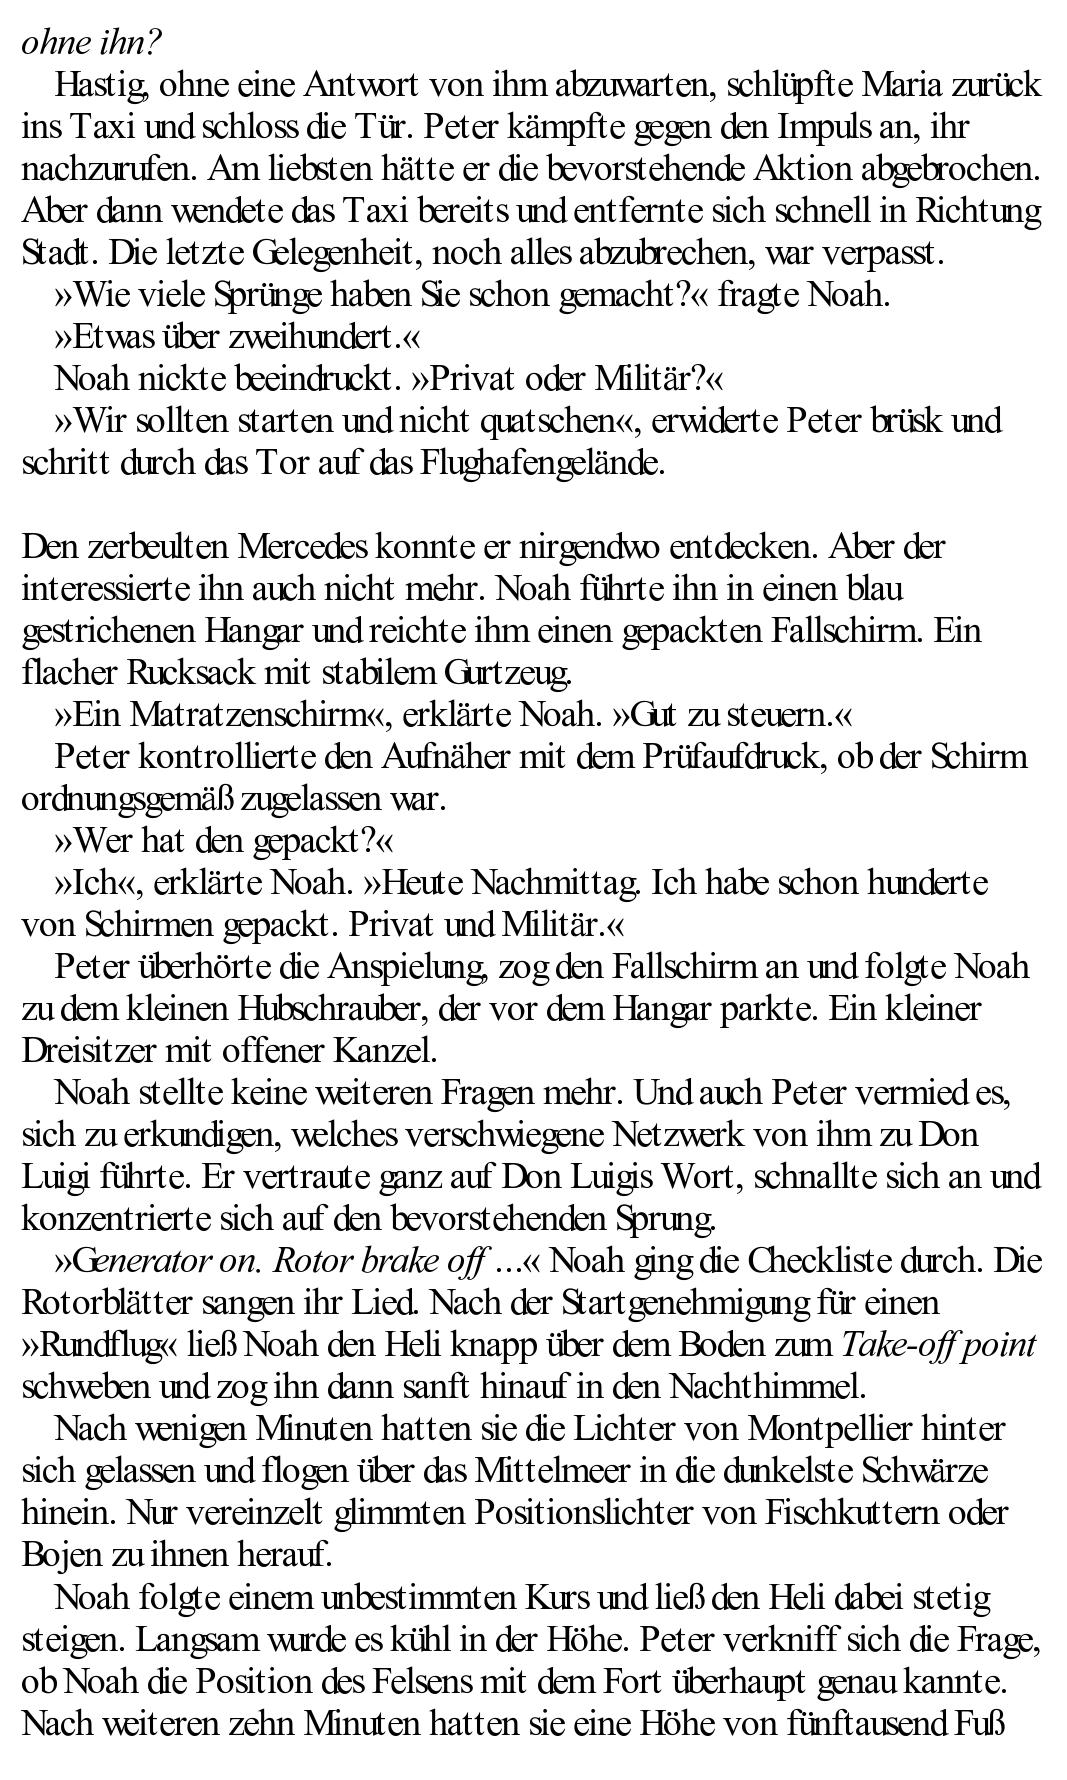 ohne ihn?
Hastig, ohne eine Antwort von ihm abzuwarten, schlüpfte Maria zurück
ins Taxi und schloss die Tür. Peter kämpfte gegen den Impuls an, ihr
nachzurufen. Am liebsten hätte er die bevorstehende Aktion abgebrochen.
Aber dann wendete das Taxi bereits und entfernte sich schnell in Richtung
Stadt. Die letzte Gelegenheit, noch alles abzubrechen, war verpasst.
»Wie viele Sprünge haben Sie schon gemacht?« fragte Noah.
»Etwas über zweihundert.«
Noah nickte beeindruckt. »Privat oder Militär?«
»Wir sollten starten und nicht quatschen«, erwiderte Peter brüsk und
schritt durch das Tor auf das Flughafengelände.

Den zerbeulten Mercedes konnte er nirgendwo entdecken. Aber der
interessierte ihn auch nicht mehr. Noah führte ihn in einen blau
gestrichenen Hangar und reichte ihm einen gepackten Fallschirm. Ein
flacher Rucksack mit stabilem Gurtzeug.
»Ein Matratzenschirm«, erklärte Noah. »Gut zu steuern.«
Peter kontrollierte den Aufnäher mit dem Prüfaufdruck, ob der Schirm
ordnungsgemäß zugelassen war.
»Wer hat den gepackt?«
»Ich«, erklärte Noah. »Heute Nachmittag. Ich habe schon hunderte
von Schirmen gepackt. Privat und Militär.«
Peter überhörte die Anspielung, zog den Fallschirm an und folgte Noah
zu dem kleinen Hubschrauber, der vor dem Hangar parkte. Ein kleiner
Dreisitzer mit offener Kanzel.
Noah stellte keine weiteren Fragen mehr. Und auch Peter vermied es,
sich zu erkundigen, welches verschwiegene Netzwerk von ihm zu Don
Luigi führte. Er vertraute ganz auf Don Luigis Wort, schnallte sich an und
konzentrierte sich auf den bevorstehenden Sprung.
»Generator on. Rotor brake off …« Noah ging die Checkliste durch. Die
Rotorblätter sangen ihr Lied. Nach der Startgenehmigung für einen
»Rundflug« ließ Noah den Heli knapp über dem Boden zum Take-off point
schweben und zog ihn dann sanft hinauf in den Nachthimmel.
Nach wenigen Minuten hatten sie die Lichter von Montpellier hinter
sich gelassen und flogen über das Mittelmeer in die dunkelste Schwärze
hinein. Nur vereinzelt glimmten Positionslichter von Fischkuttern oder
Bojen zu ihnen herauf.
Noah folgte einem unbestimmten Kurs und ließ den Heli dabei stetig
steigen. Langsam wurde es kühl in der Höhe. Peter verkniff sich die Frage,
ob Noah die Position des Felsens mit dem Fort überhaupt genau kannte.
Nach weiteren zehn Minuten hatten sie eine Höhe von fünftausend Fuß